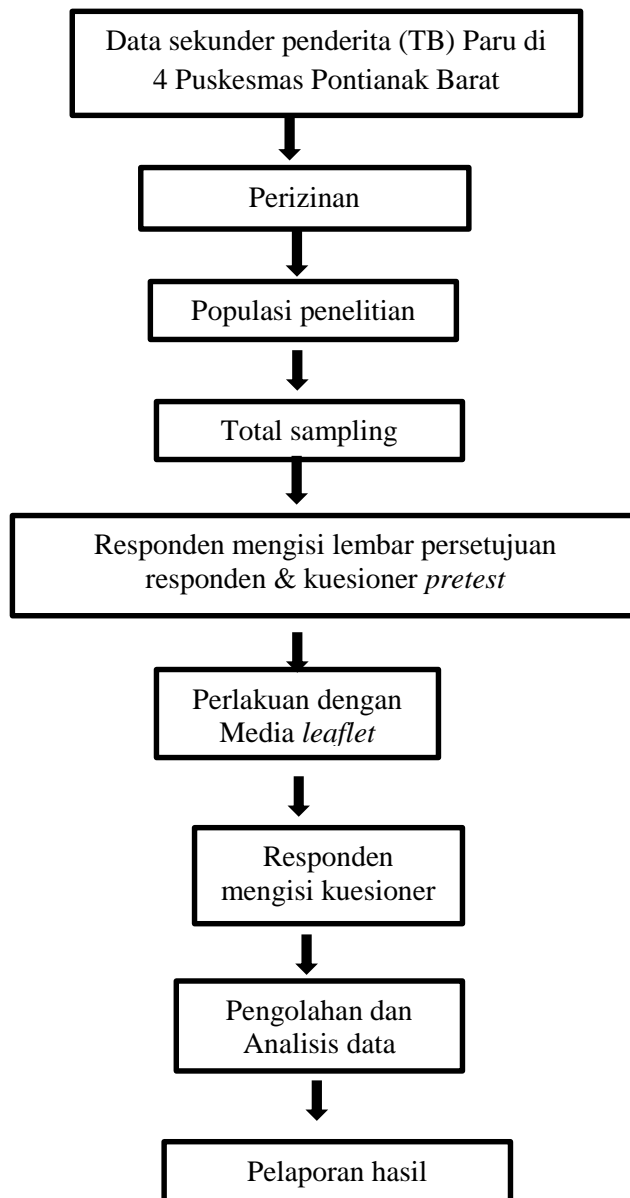 Data sekunder penderita (TB) Paru di
4 Puskesmas Pontianak Barat
Perizinan
Populasi penelitian
Total sampling
Responden mengisi lembar persetujuan
responden & kuesioner pretest
Perlakuan dengan
Media leaflet
Responden
mengisi kuesioner
Pengolahan dan
Analisis data
Pelaporan hasil